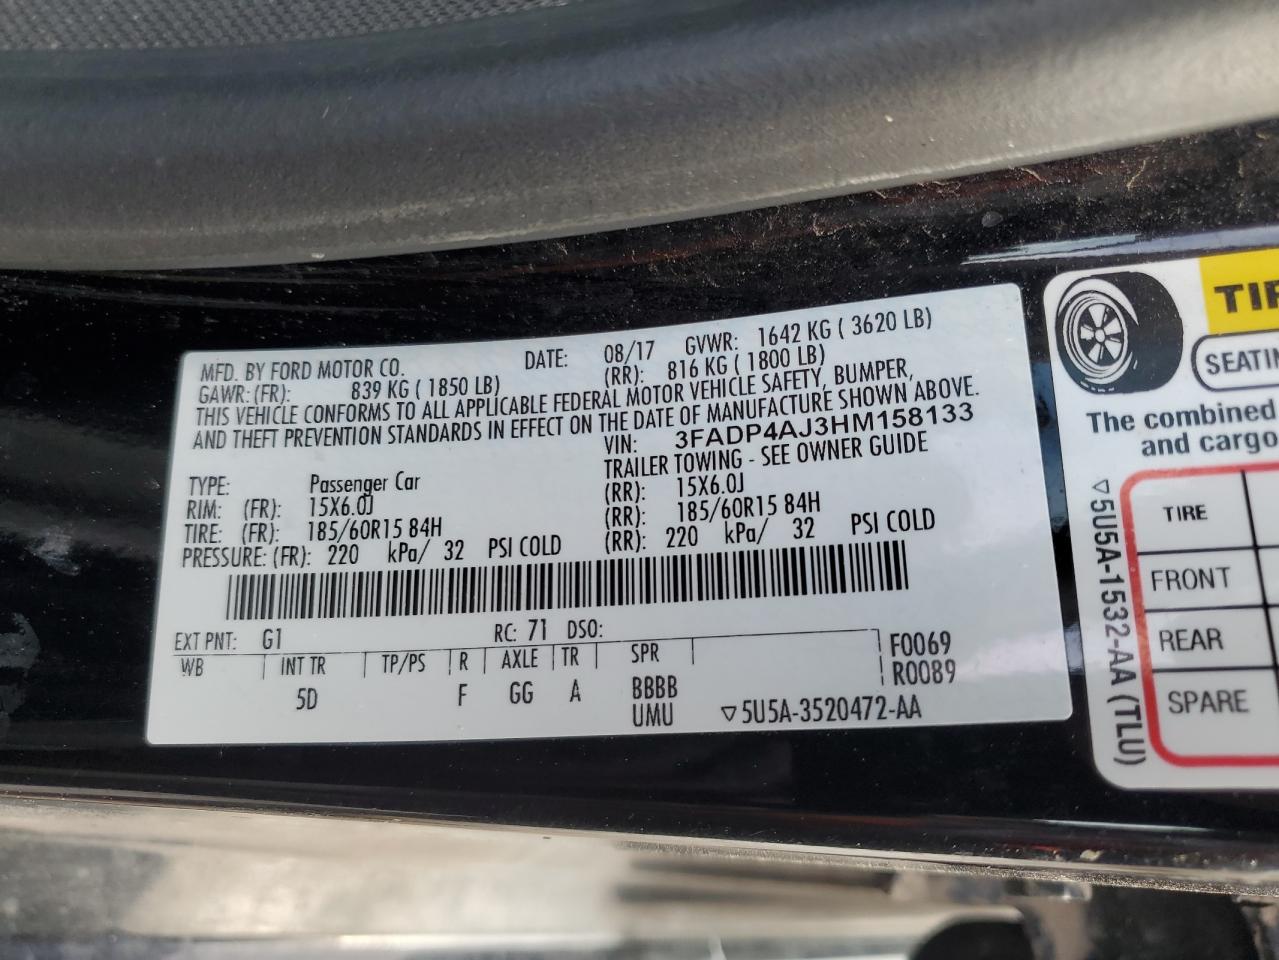 MFD. BY FORD MOTOR CO. DATE: 08/17 GVWR: 1642 KG ( 3620 LB)
GAWR: (FR): 839 KG ( 1850 LB) (RR): 816 KG ( 1800 LB)
THIS VEHICLE CONFORMS TO ALL APPLICABLE FEDERAL MOTOR VEHICLE SAFETY, BUMPER,
AND THEFT PREVENTION STANDARDS IN EFFECT ON THE DATE OF MANUFACTURE SHOWN ABOVE.
VIN: 3FADP4AJ3HM158133
TYPE: Passenger Car TRAILER TOWING - SEE OWNER GUIDE
RIM: (FR): 15X6.0J (RR): 15X6.0J
TIRE: (FR): 185/60R15 84H (RR): 185/60R15 84H
PRESSURE: (FR): 220 kPa/ 32 PSI COLD (RR): 220 kPa/ 32 PSI COLD
EXT PNT: G1 RC: 71 DSO: F0069
WB INT TR TP/PS R AXLE TR SPR R0089
5D F GG A BBBB
UMU ▽5U5A-3520472-AA
TIR
SEATIN
The combined
and cargo
TIRE
FRONT
REAR
SPARE
▽5U5A-1532-AA (TLU)